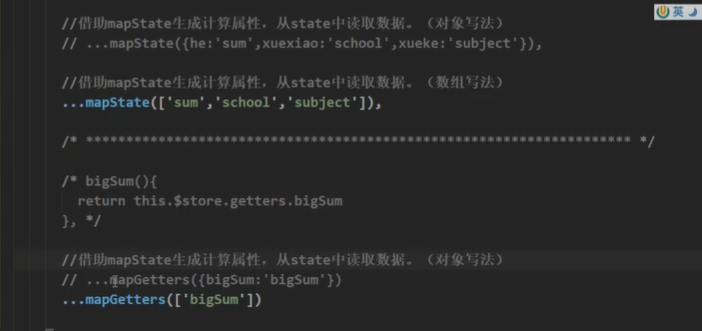 英
//借助mapState生成计算属性，从state中读取数据。（对象写法）
// ...mapState({he:'sum',xuexiao:'school',xueke:'subject'}),
//借助mapState生成计算属性，从state中读取数据。（数组写法）
...mapState(['sum','school','subject']),
/* ******************************************************************** */
/* bigSum(){
return this.$store.getters.bigSum
}, */
//借助mapState生成计算属性，从state中读取数据。（对象写法）
// ...mapGetters({bigSum:'bigSum'})
...mapGetters(['bigSum'])